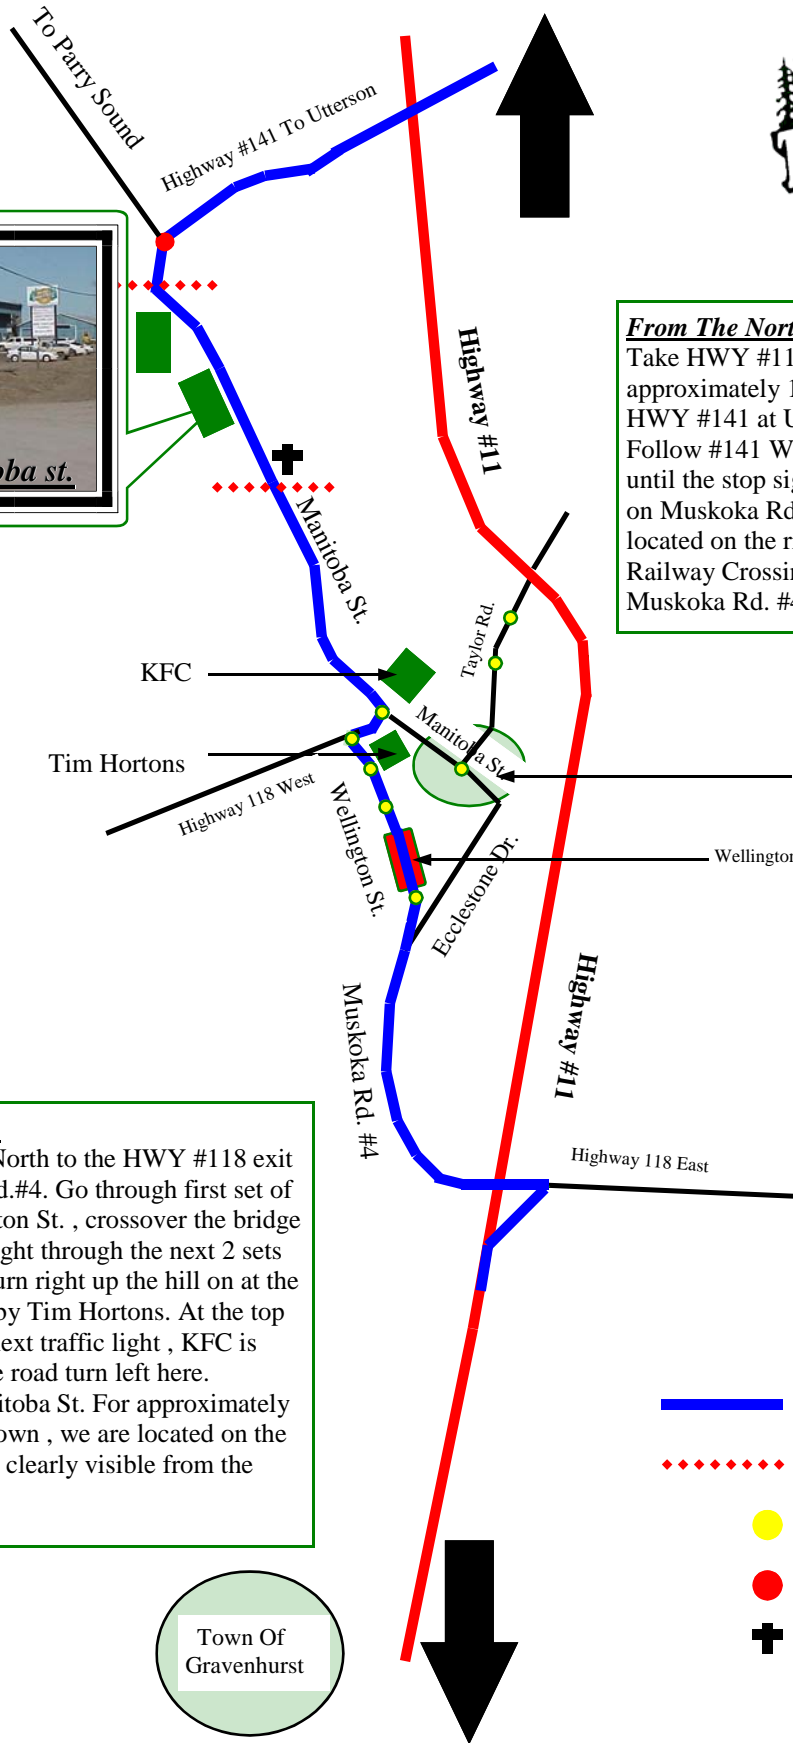 To Parry Sound
Highway #141 To Utterson
oba st.
Highway #11
From The Nort
Take HWY #11
approximately 1
HWY #141 at U
Follow #141 W
until the stop sig
on Muskoka Rd
located on the ri
Railway Crossin
Muskoka Rd. #4
Manitoba St.
Taylor Rd.
KFC
Manitoba St.
Tim Hortons
Highway 118 West
Wellington St.
Wellington
Ecclestone Dr.
Highway #11
Muskoka Rd. #4
Highway 118 East
North to the HWY #118 exit
d.#4. Go through first set of
ton St. , crossover the bridge
ght through the next 2 sets
urn right up the hill on at the
by Tim Hortons. At the top
ext traffic light , KFC is
e road turn left here.
itoba St. For approximately
own , we are located on the
clearly visible from the
Town Of
Gravenhurst